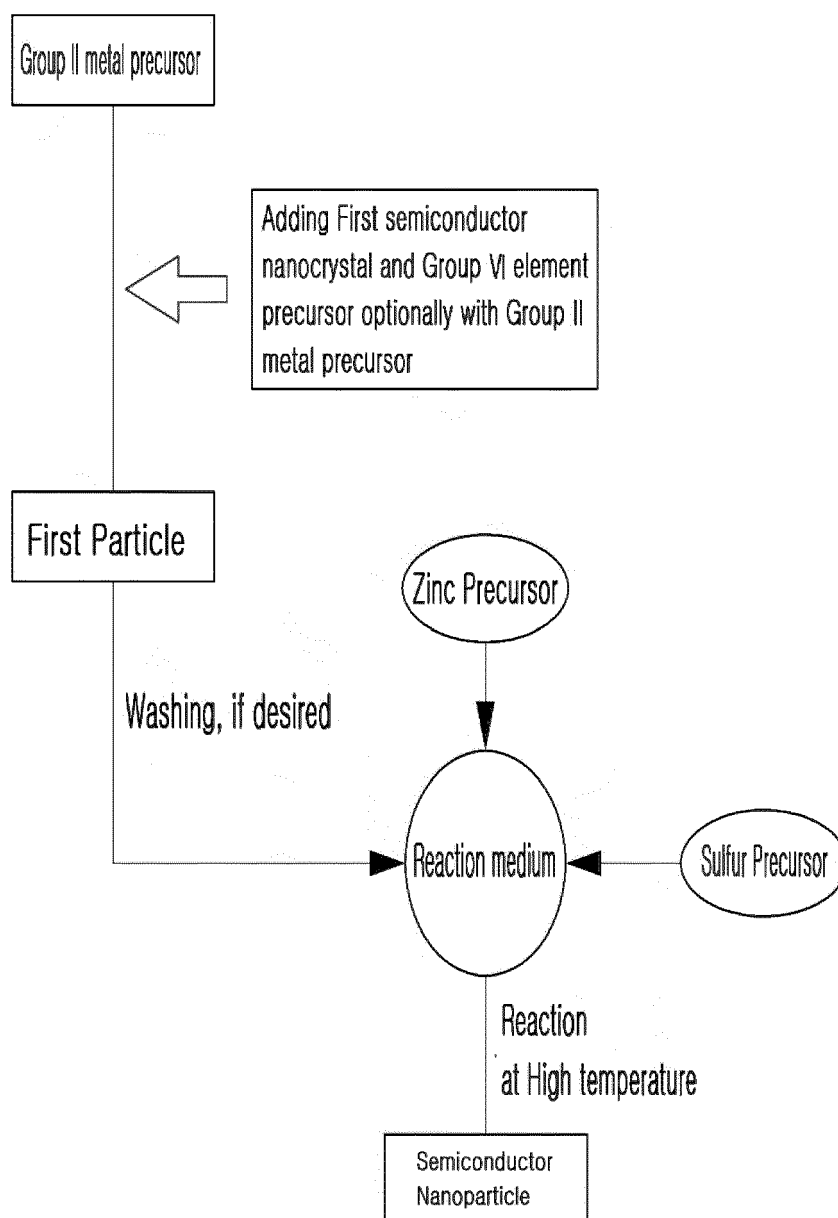 Group II metal precursor
Adding First semiconductor
nanocrystal and Group VI element
precursor optionally with Group II
metal precursor
First Particle
Zinc Precursor
Washing, if desired
Reaction medium
Sulfur Precursor
Reaction
at High temperature
Semiconductor
Nanoparticle